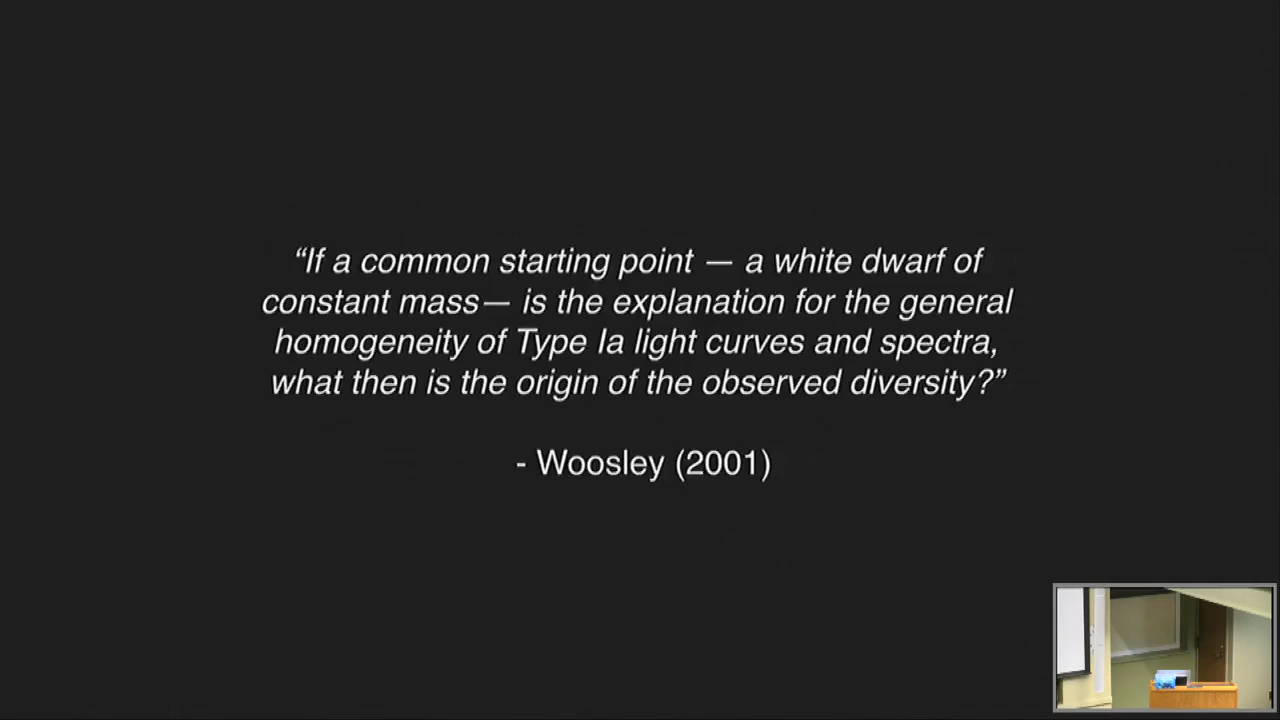 “If a common starting point — a white dwarf of
constant mass— is the explanation for the general
homogeneity of Type Ia light curves and spectra,
what then is the origin of the observed diversity?”
- Woosley (2001)